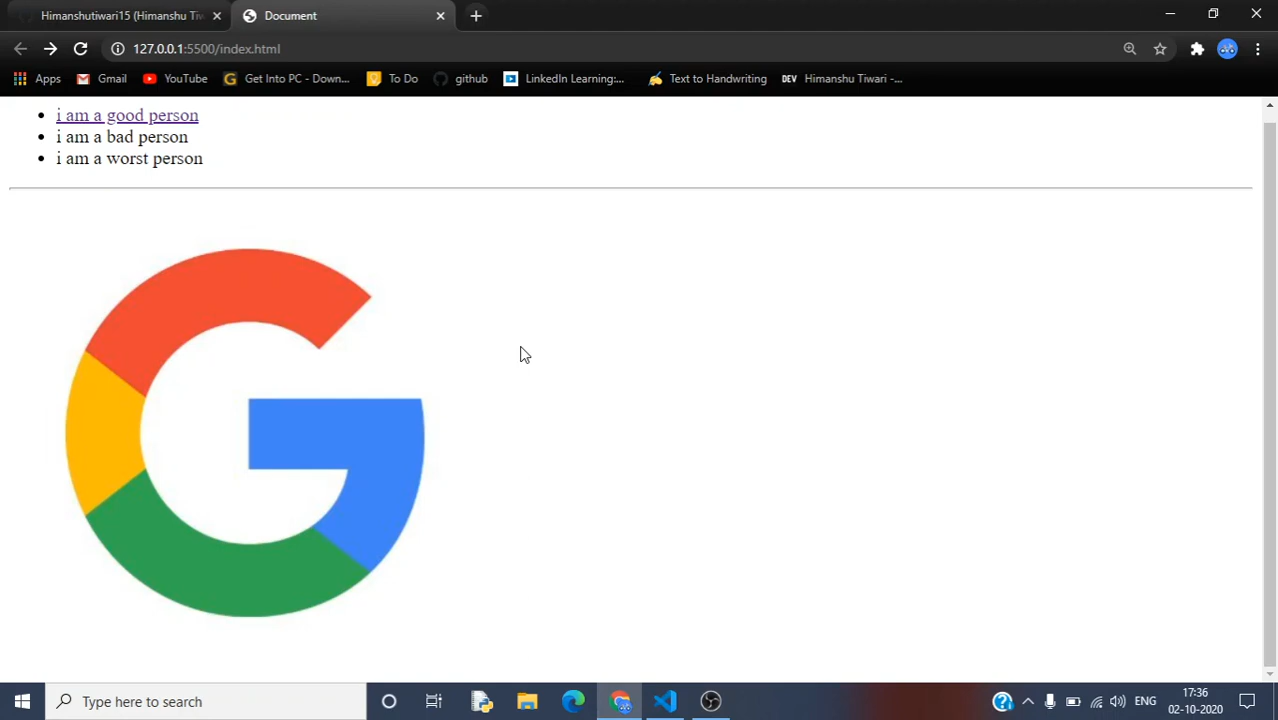 Himanshutiwari15 (Himanshu Tiw
Document
127.0.0.1:5500/index.html
Apps
Gmail
YouTube
Get Into PC - Down...
To Do
github
LinkedIn Learning:...
Text to Handwriting
DEV
Himanshu Tiwari -...
i am a good person
i am a bad person
i am a worst person
Type here to search
ENG
17:36
02-10-2020